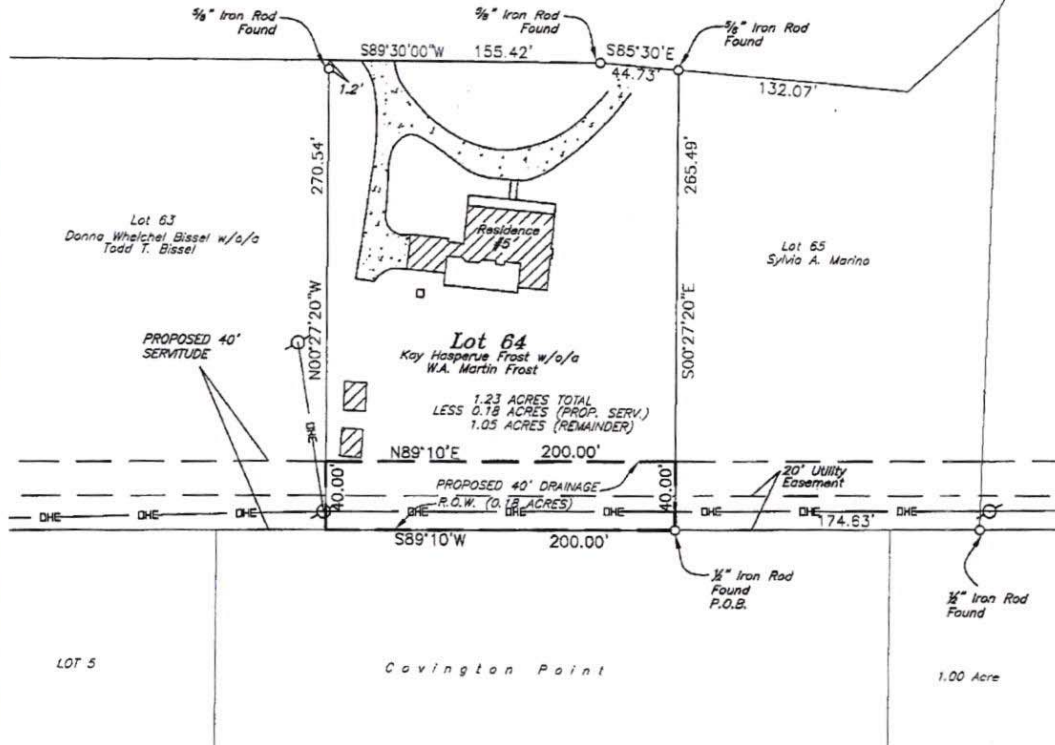 5/8" Iron Rod
Found
5/8" Iron Rod
Found
5/8" Iron Rod
Found
S89°30'00"W 155.42'
S85°30'E
44.73'
132.07'
1.2'
270.54'
265.49'
Lot 63
Donna Whelchel Bissel w/o/a
Todd T. Bissel
Residence
#5
Lot 65
Sylvia A. Marino
N00°27'20"W
S00°27'20"E
PROPOSED 40'
SERVITUDE
Lot 64
Kay Hasperue Frost w/o/a
W.A. Martin Frost
1.23 ACRES TOTAL
LESS 0.18 ACRES (PROP. SERV.)
1.05 ACRES (REMAINDER)
OHE
N89°10'E 200.00'
40.00'
40.00'
PROPOSED 40' DRAINAGE
R.O.W. (0.18 ACRES)
20' Utility
Easement
OHE OHE OHE OHE OHE OHE OHE OHE
174.63'
S89°10'W 200.00'
1/2" Iron Rod
Found
P.O.B.
1/2" Iron Rod
Found
LOT 5
Covington Point
1.00 Acre